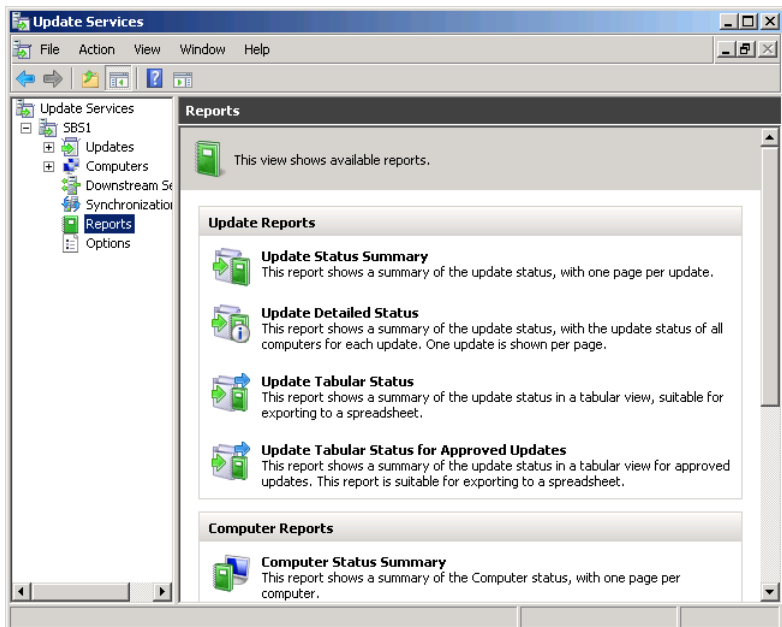 Update Services
File Action View Window Help
Update Services
SBS1
Updates
Computers
Downstream Se
Synchronization
Reports
Options
Reports
This view shows available reports.
Update Reports
Update Status Summary
This report shows a summary of the update status, with one page per update.
Update Detailed Status
This report shows a summary of the update status, with the update status of all
computers for each update. One update is shown per page.
Update Tabular Status
This report shows a summary of the update status in a tabular view, suitable for
exporting to a spreadsheet.
Update Tabular Status for Approved Updates
This report shows a summary of the update status in a tabular view for approved
updates. This report is suitable for exporting to a spreadsheet.
Computer Reports
Computer Status Summary
This report shows a summary of the Computer status, with one page per
computer.